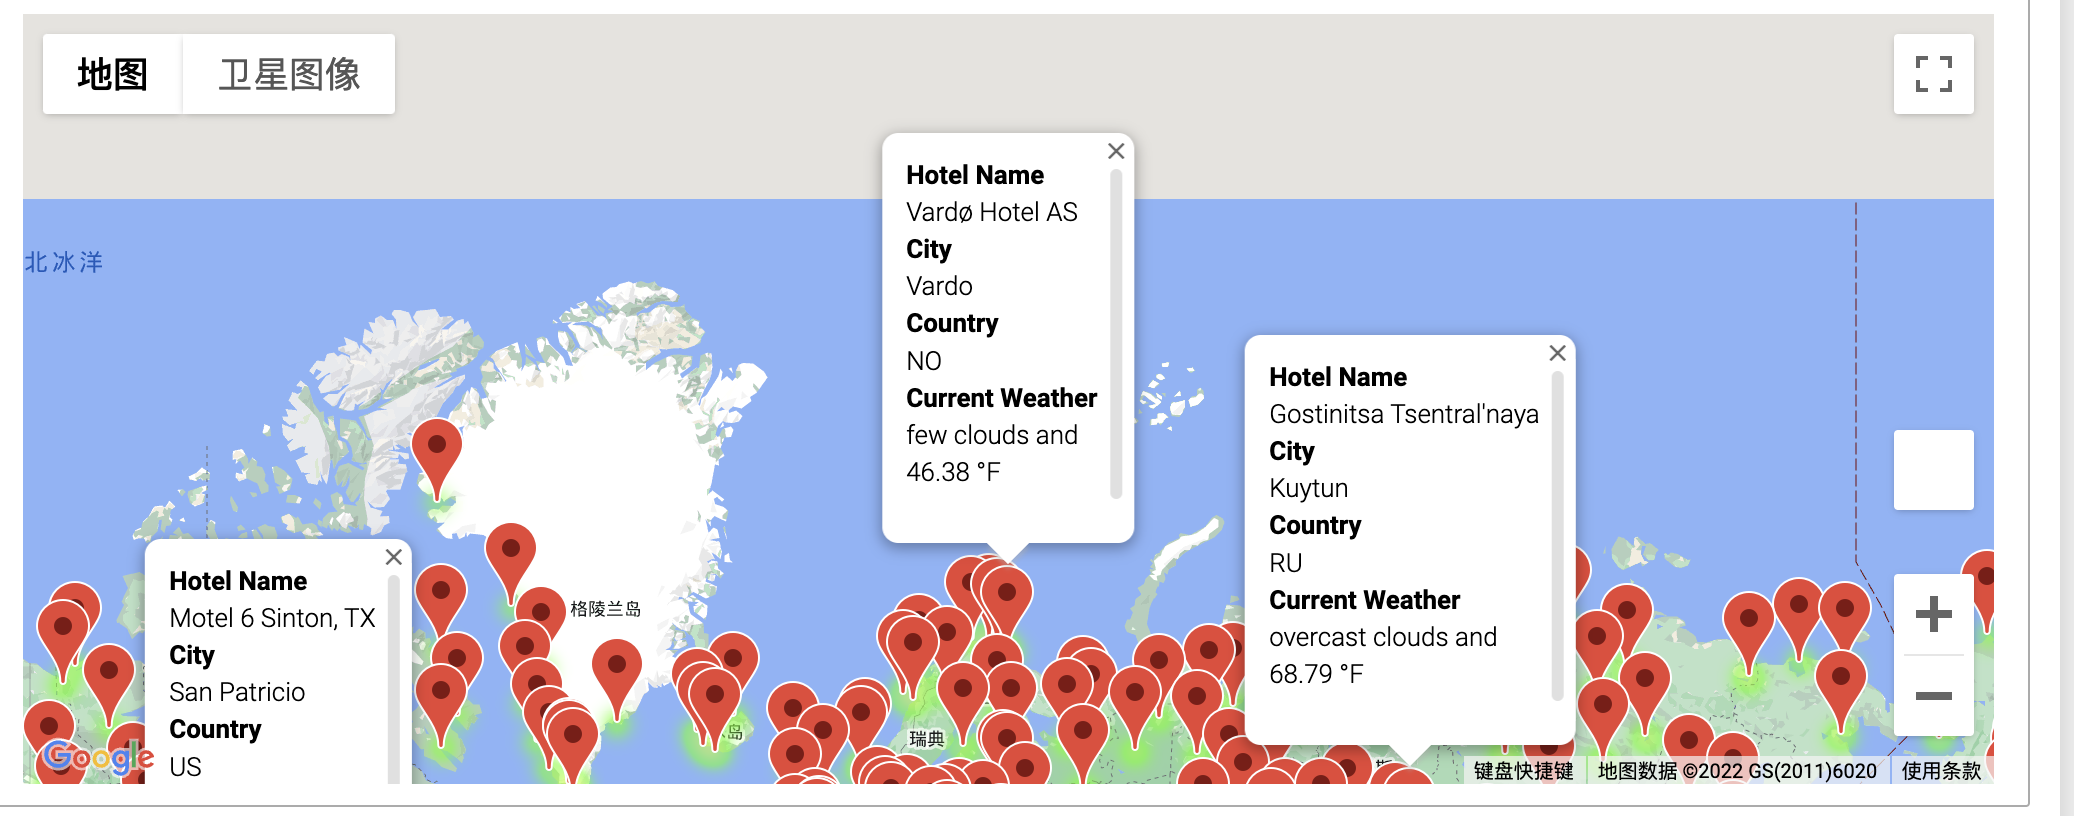 地图
卫星图像
北冰洋
Hotel Name
Vardø Hotel AS
City
Vardo
Country
NO
Current Weather
few clouds and
46.38 °F
Hotel Name
Gostinitsa Tsentral'naya
City
Kuytun
Country
RU
Current Weather
overcast clouds and
68.79 °F
Hotel Name
Motel 6 Sinton, TX
City
San Patricio
Country
US
格陵兰岛
岛
瑞典
Google
键盘快捷键
地图数据 ©2022 GS(2011)6020
使用条款